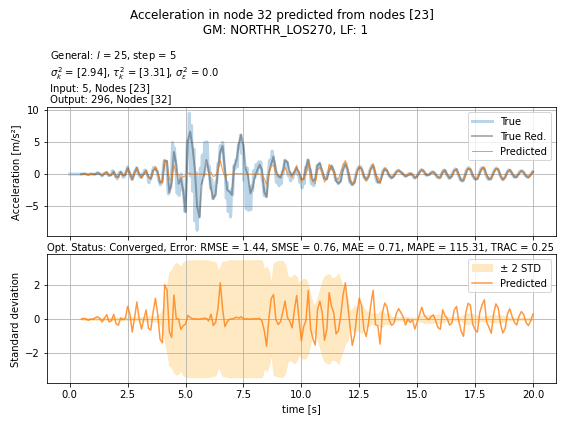 Acceleration in node 32 predicted from nodes [23]
GM: NORTHR_LOS270, LF: 1
General: l = 25, step = 5
σ²ₖ = [2.94], τ²ₖ = [3.31], σ²ε = 0.0
Input: 5, Nodes [23]
Output: 296, Nodes [32]
Acceleration [m/s²]
10
5
0
−5
True
True Red.
Predicted
Opt. Status: Converged, Error: RMSE = 1.44, SMSE = 0.76, MAE = 0.71, MAPE = 115.31, TRAC = 0.25
Standard deviation
2
0
−2
± 2 STD
Predicted
0.0 2.5 5.0 7.5 10.0 12.5 15.0 17.5 20.0
time [s]